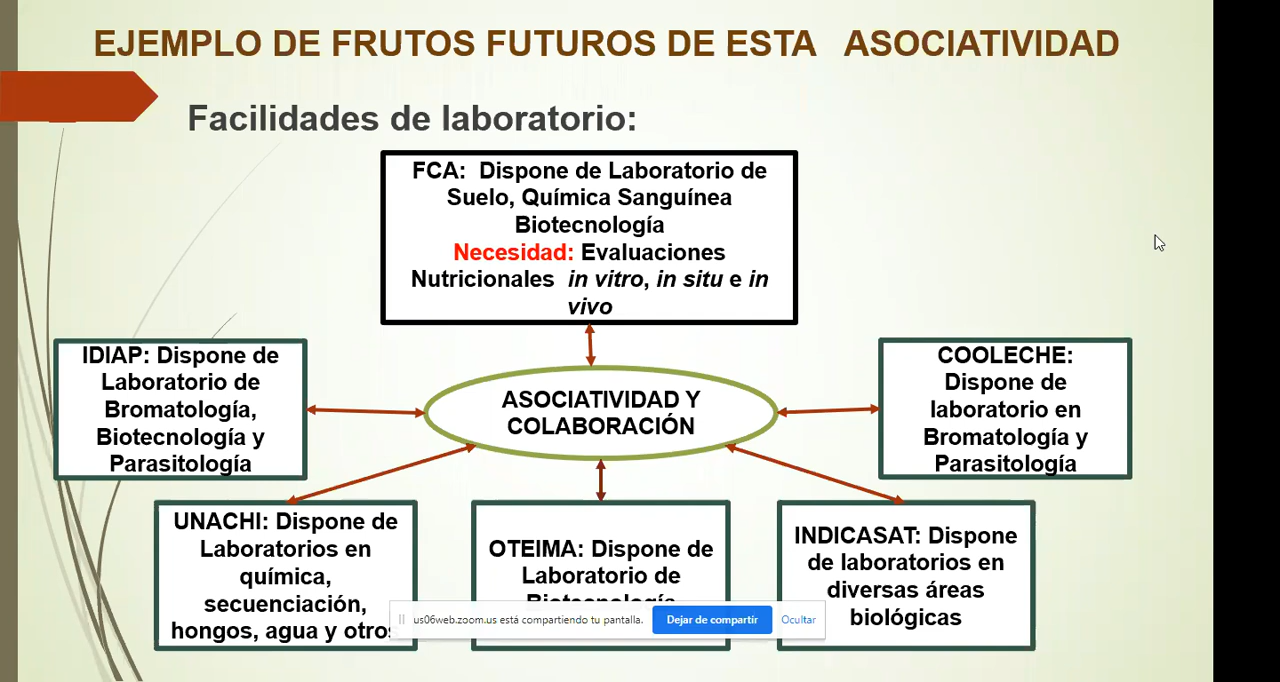 EJEMPLO DE FRUTOS FUTUROS DE ESTA ASOCIATIVIDAD
Facilidades de laboratorio:
FCA: Dispone de Laboratorio de
Suelo, Química Sanguínea
Biotecnología
Necesidad: Evaluaciones
Nutricionales in vitro, in situ e in
vivo
IDIAP: Dispone de
Laboratorio de
Bromatología,
Biotecnología y
Parasitología
ASOCIATIVIDAD Y
COLABORACIÓN
COOLECHE:
Dispone de
laboratorio en
Bromatología y
Parasitología
UNACHI: Dispone de
Laboratorios en
química,
secuenciación,
hongos, agua y otros
OTEIMA: Dispone de
Laboratorio de
Biotecnología
INDICASAT: Dispone
de laboratorios en
diversas áreas
biológicas
us06web.zoom.us está compartiendo tu pantalla.
Dejar de compartir
Ocultar